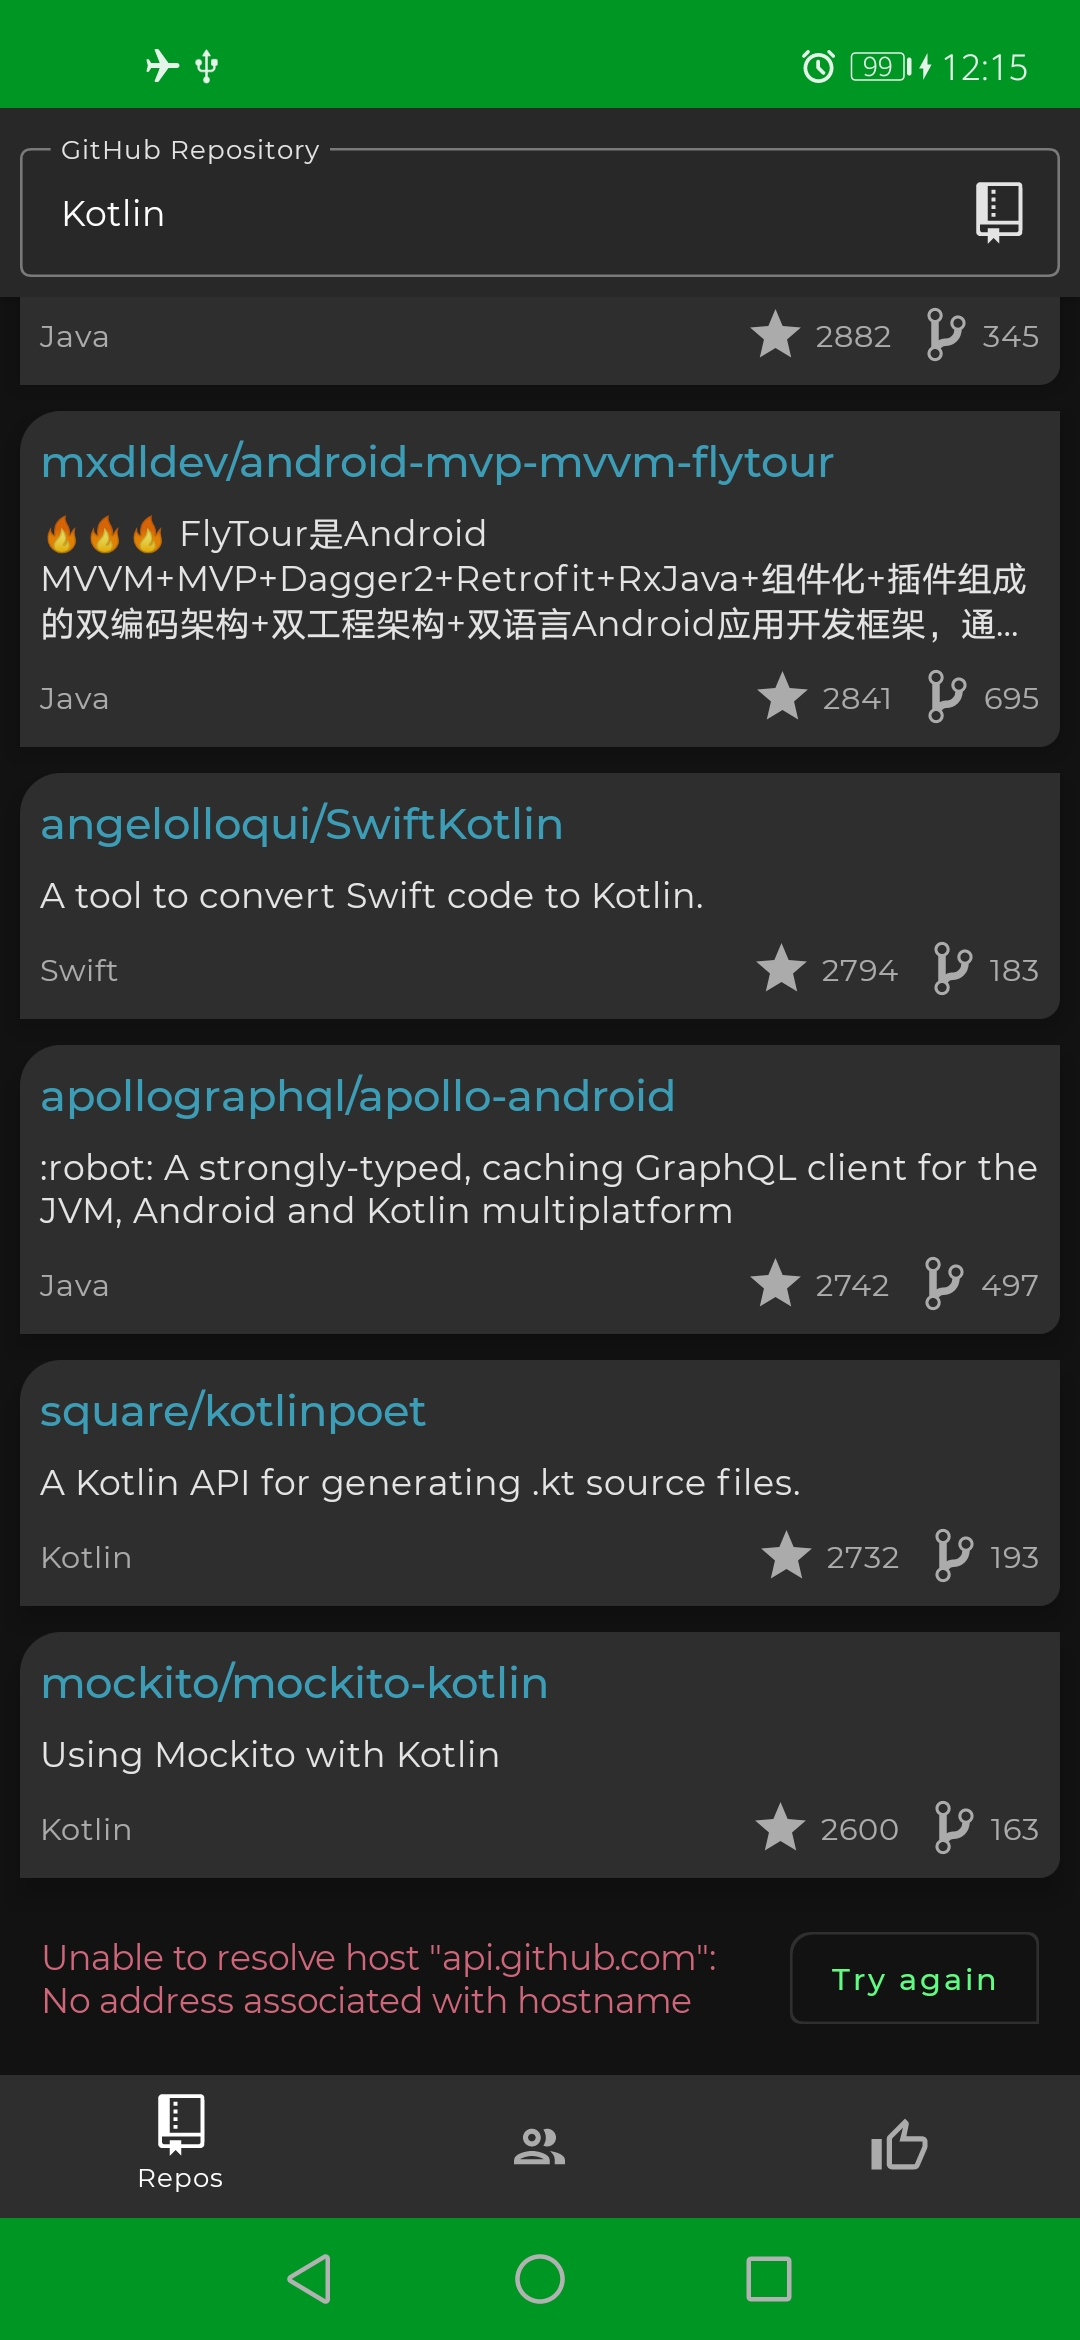 99 12:15
GitHub Repository
Kotlin
Java 2882 345
mxdldev/android-mvp-mvvm-flytour
🔥🔥🔥 FlyTour是Android
MVVM+MVP+Dagger2+Retrofit+RxJava+组件化+插件组成
的双编码架构+双工程架构+双语言Android应用开发框架，通...
Java 2841 695
angelolloqui/SwiftKotlin
A tool to convert Swift code to Kotlin.
Swift 2794 183
apollographql/apollo-android
:robot: A strongly-typed, caching GraphQL client for the
JVM, Android and Kotlin multiplatform
Java 2742 497
square/kotlinpoet
A Kotlin API for generating .kt source files.
Kotlin 2732 193
mockito/mockito-kotlin
Using Mockito with Kotlin
Kotlin 2600 163
Unable to resolve host "api.github.com":
No address associated with hostname
Try again
Repos